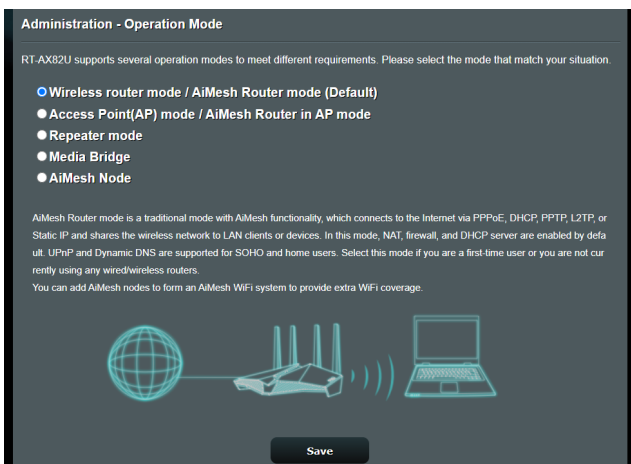 Administration - Operation Mode
RT-AX82U supports several operation modes to meet different requirements. Please select the mode that match your situation.
Wireless router mode / AiMesh Router mode (Default)
Access Point(AP) mode / AiMesh Router in AP mode
Repeater mode
Media Bridge
AiMesh Node
AiMesh Router mode is a traditional mode with AiMesh functionality, which connects to the Internet via PPPoE, DHCP, PPTP, L2TP, or
Static IP and shares the wireless network to LAN clients or devices. In this mode, NAT, firewall, and DHCP server are enabled by defa
ult. UPnP and Dynamic DNS are supported for SOHO and home users. Select this mode if you are a first-time user or you are not cur
rently using any wired/wireless routers.
You can add AiMesh nodes to form an AiMesh WiFi system to provide extra WiFi coverage.
Save